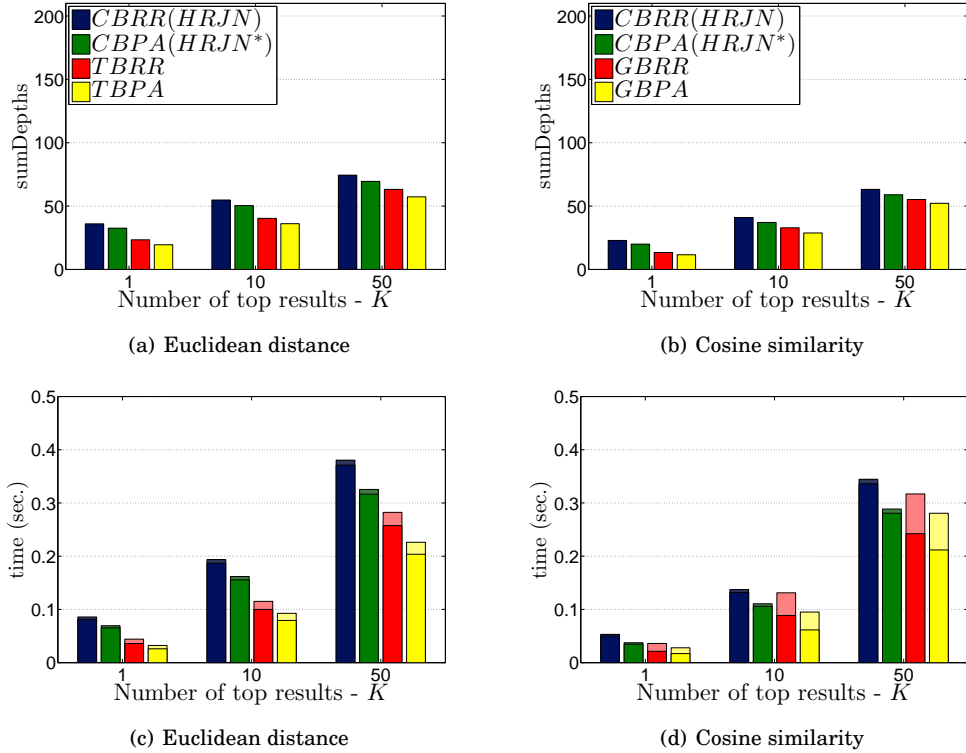 200
150
100
50
0
sumDepths
CBRR(HRJN)
CBPA(HRJN*)
TBRR
TBPA
1
10
50
Number of top results - K
(a) Euclidean distance
200
150
100
50
0
sumDepths
CBRR(HRJN)
CBPA(HRJN*)
GBRR
GBPA
1
10
50
Number of top results - K
(b) Cosine similarity
0.5
0.4
0.3
0.2
0.1
0
time (sec.)
1
10
50
Number of top results - K
(c) Euclidean distance
0.5
0.4
0.3
0.2
0.1
0
time (sec.)
1
10
50
Number of top results - K
(d) Cosine similarity